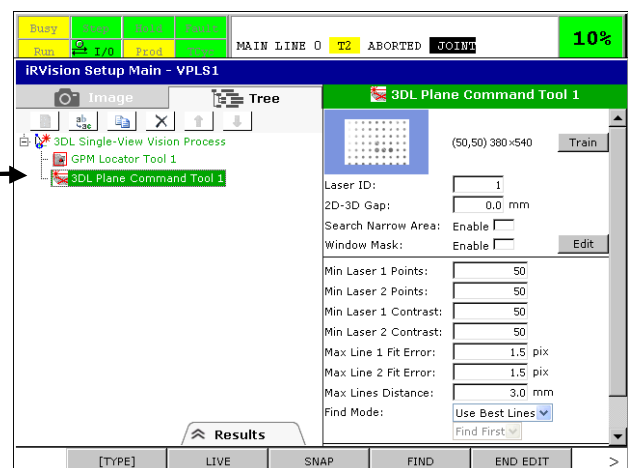 Busy Step Hold Fault
Run I/O Prod TCyc
MAIN LINE 0 T2 ABORTED JOINT
10%
iRVision Setup Main - VPLS1
Image Tree
3DL Single-View Vision Process
GPM Locator Tool 1
3DL Plane Command Tool 1
Results
3DL Plane Command Tool 1
(50,50) 380×540 Train
Laser ID: 1
2D-3D Gap: 0.0 mm
Search Narrow Area: Enable
Window Mask: Enable Edit
Min Laser 1 Points: 50
Min Laser 2 Points: 50
Min Laser 1 Contrast: 50
Min Laser 2 Contrast: 50
Max Line 1 Fit Error: 1.5 pix
Max Line 2 Fit Error: 1.5 pix
Max Lines Distance: 3.0 mm
Find Mode: Use Best Lines
Find First
[TYPE] LIVE SNAP FIND END EDIT >